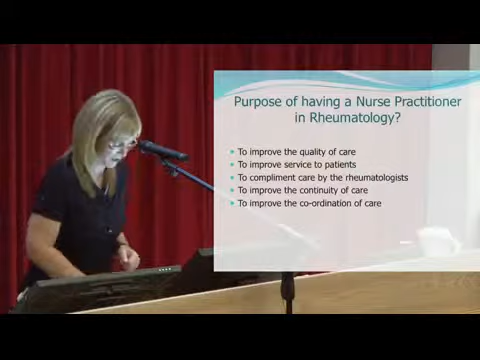 Purpose of having a Nurse Practitioner
in Rheumatology?
To improve the quality of care
To improve service to patients
To compliment care by the rheumatologists
To improve the continuity of care
To improve the co-ordination of care